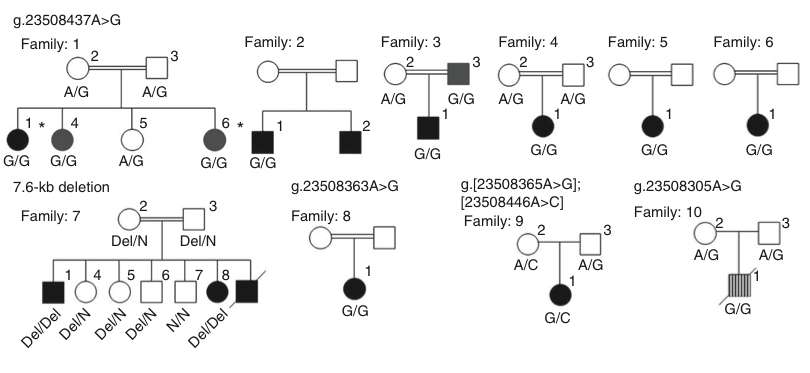 g.23508437A>G
Family: 1
2 3
A/G A/G
1 * 4 5 6 *
G/G G/G A/G G/G
Family: 2
1 2
G/G
Family: 3
2 3
A/G G/G
1
G/G
Family: 4
2 3
A/G A/G
1
G/G
Family: 5
1
G/G
Family: 6
1
G/G
7.6-kb deletion
Family: 7
2 3
Del/N Del/N
1 4 5 6 7 8
Del/Del Del/N Del/N Del/N N/N Del/Del
g.23508363A>G
Family: 8
1
G/G
g.[23508365A>G];
[23508446A>C]
Family: 9
2 3
A/C A/G
1
G/C
g.23508305A>G
Family: 10
2 3
A/G A/G
1
G/G